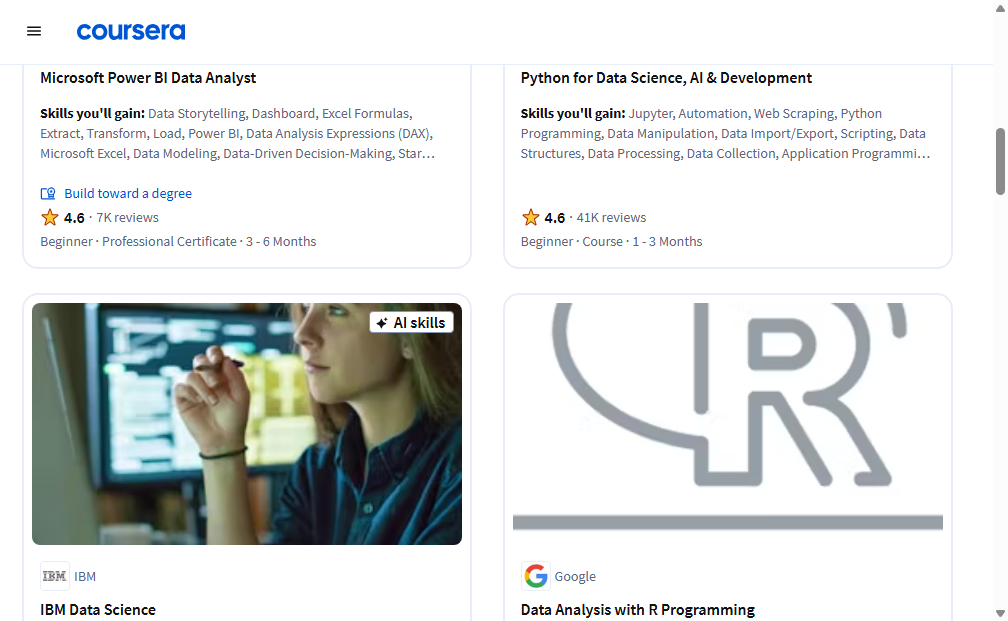 coursera
Microsoft Power BI Data Analyst
Skills you'll gain: Data Storytelling, Dashboard, Excel Formulas,
Extract, Transform, Load, Power BI, Data Analysis Expressions (DAX),
Microsoft Excel, Data Modeling, Data-Driven Decision-Making, Star…
Build toward a degree
4.6 · 7K reviews
Beginner · Professional Certificate · 3 - 6 Months
Python for Data Science, AI & Development
Skills you'll gain: Jupyter, Automation, Web Scraping, Python
Programming, Data Manipulation, Data Import/Export, Scripting, Data
Structures, Data Processing, Data Collection, Application Programmi…
4.6 · 41K reviews
Beginner · Course · 1 - 3 Months
AI skills
IBM IBM
IBM Data Science
R
G Google
Data Analysis with R Programming